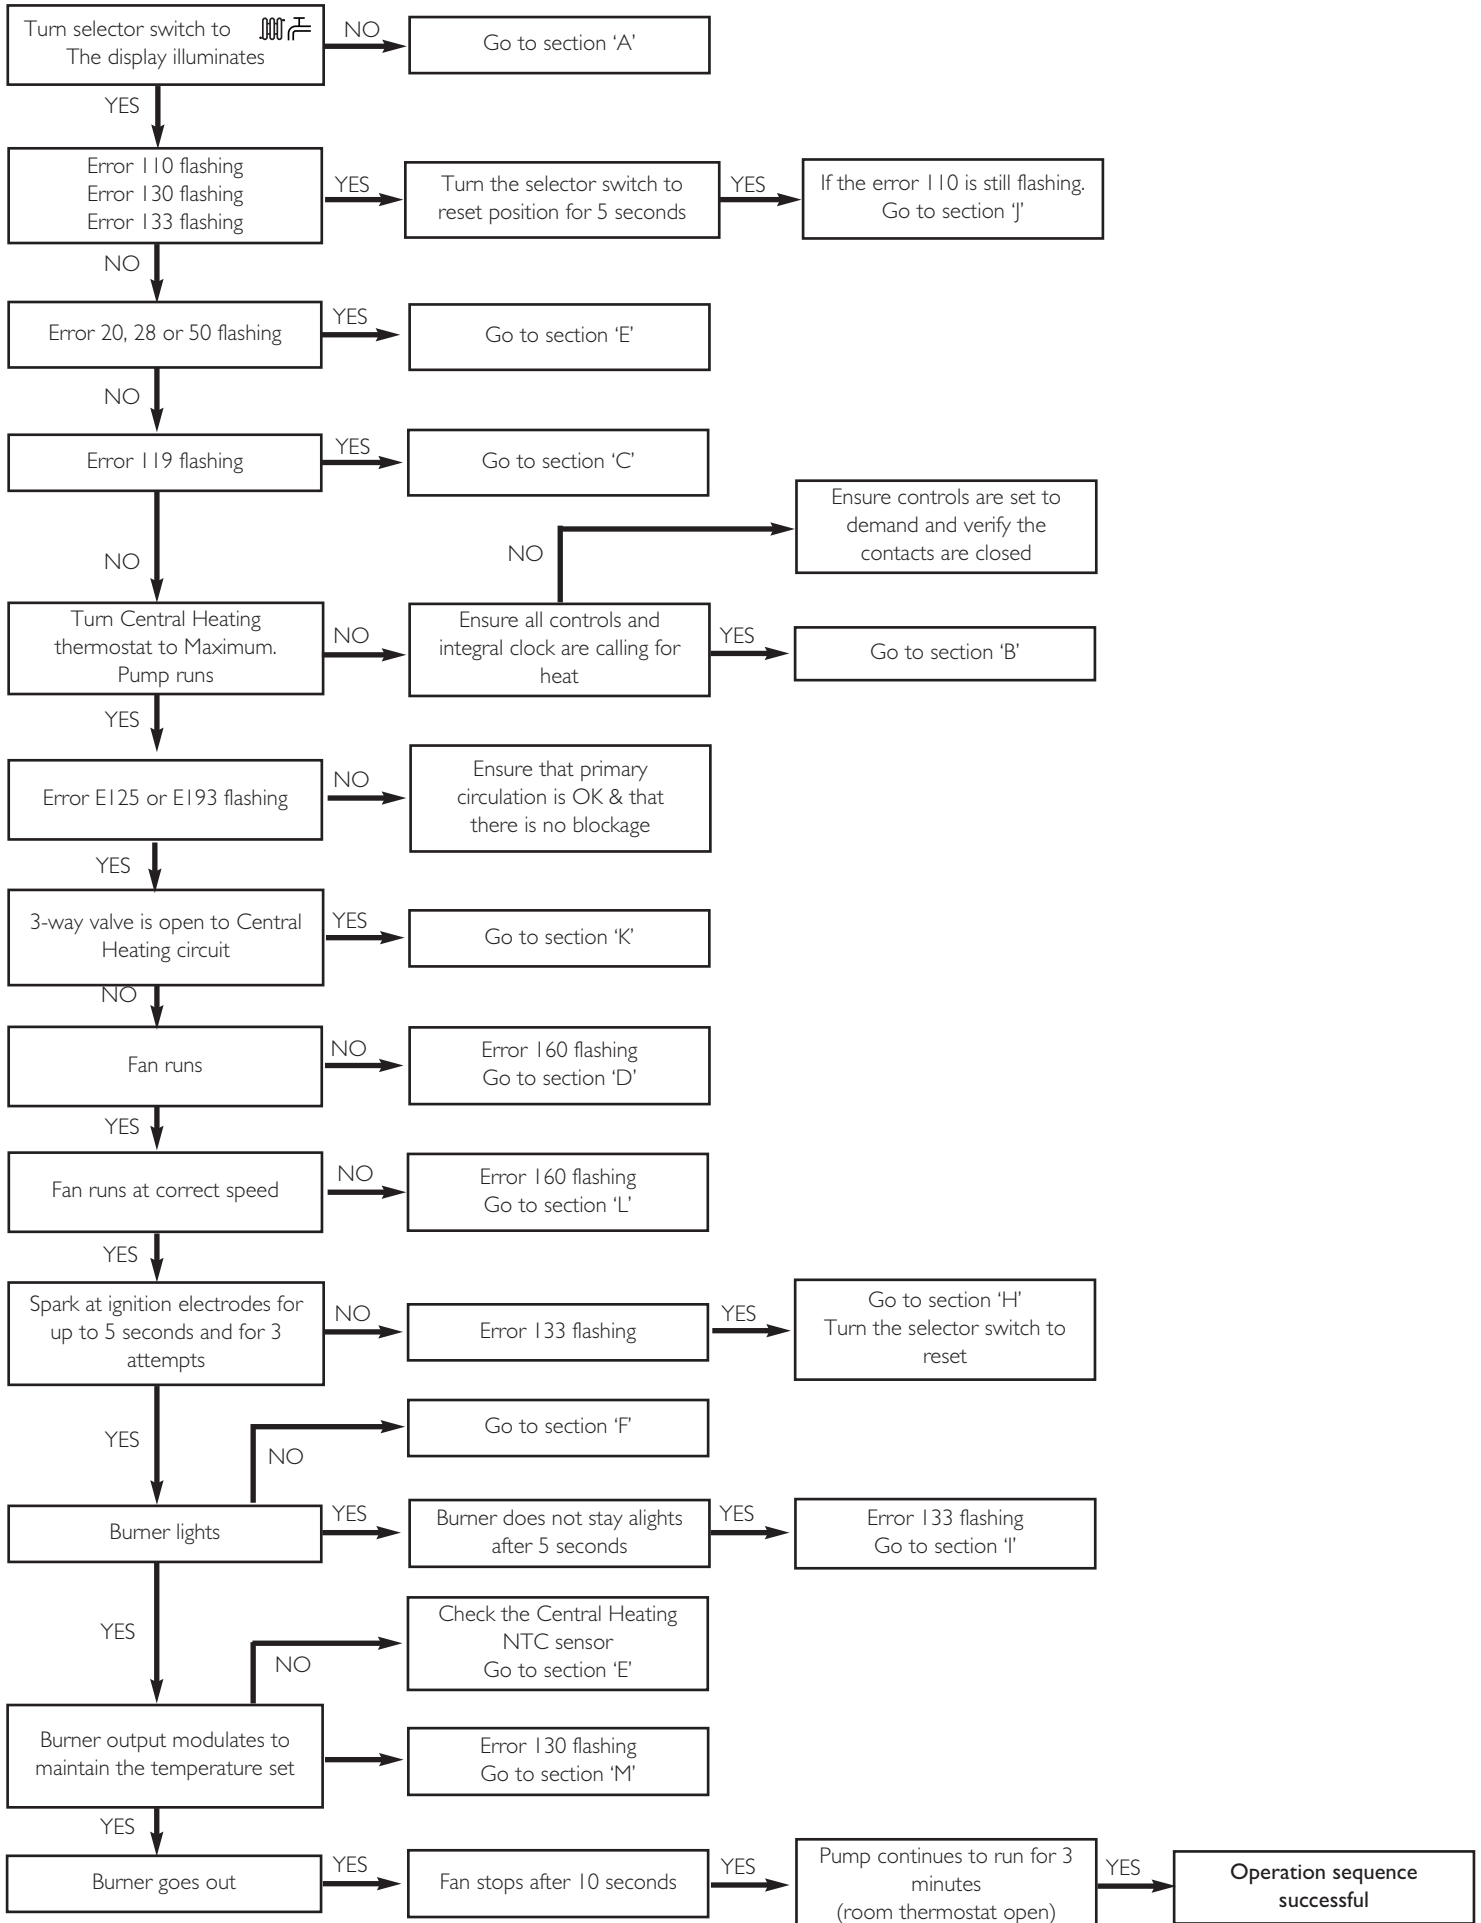 Turn selector switch to
The display illuminates
NO
Go to section ‘A’
YES
Error 110 flashing
Error 130 flashing
Error 133 flashing
YES
Turn the selector switch to
reset position for 5 seconds
YES
If the error 110 is still flashing.
Go to section ‘J’
NO
Error 20, 28 or 50 flashing
YES
Go to section ‘E’
NO
Error 119 flashing
YES
Go to section ‘C’
NO
Turn Central Heating
thermostat to Maximum.
Pump runs
NO
Ensure all controls and
integral clock are calling for
heat
NO
Ensure controls are set to
demand and verify the
contacts are closed
YES
Go to section ‘B’
YES
Error E125 or E193 flashing
NO
Ensure that primary
circulation is OK & that
there is no blockage
YES
3-way valve is open to Central
Heating circuit
YES
Go to section ‘K’
NO
Fan runs
NO
Error 160 flashing
Go to section ‘D’
YES
Fan runs at correct speed
NO
Error 160 flashing
Go to section ‘L’
YES
Spark at ignition electrodes for
up to 5 seconds and for 3
attempts
NO
Error 133 flashing
YES
Go to section ‘H’
Turn the selector switch to
reset
YES
NO
Go to section ‘F’
Burner lights
YES
Burner does not stay alights
after 5 seconds
YES
Error 133 flashing
Go to section ‘I’
YES
NO
Check the Central Heating
NTC sensor
Go to section ‘E’
Burner output modulates to
maintain the temperature set
Error 130 flashing
Go to section ‘M’
YES
Burner goes out
YES
Fan stops after 10 seconds
YES
Pump continues to run for 3
minutes
(room thermostat open)
YES
Operation sequence
successful